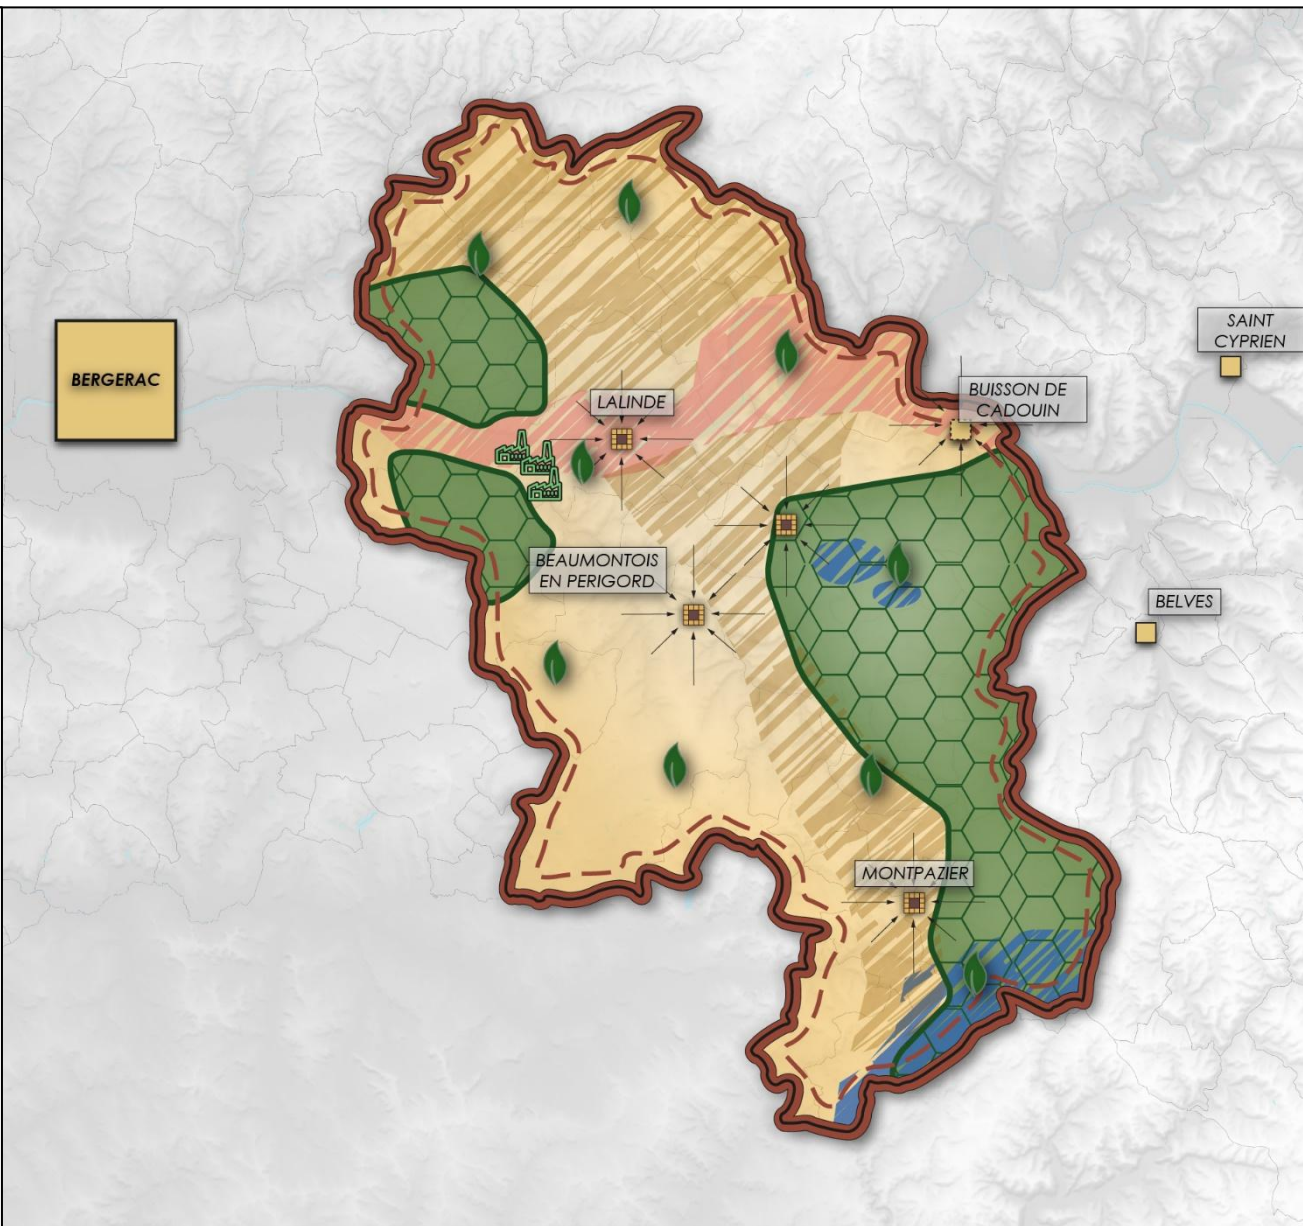 SAINT
CYPRIEN
BERGERAC
BUISSON DE
CADOUIN
LALINDE
BEAUMONTOIS
EN PERIGORD
BELVES
MONTPAZIER